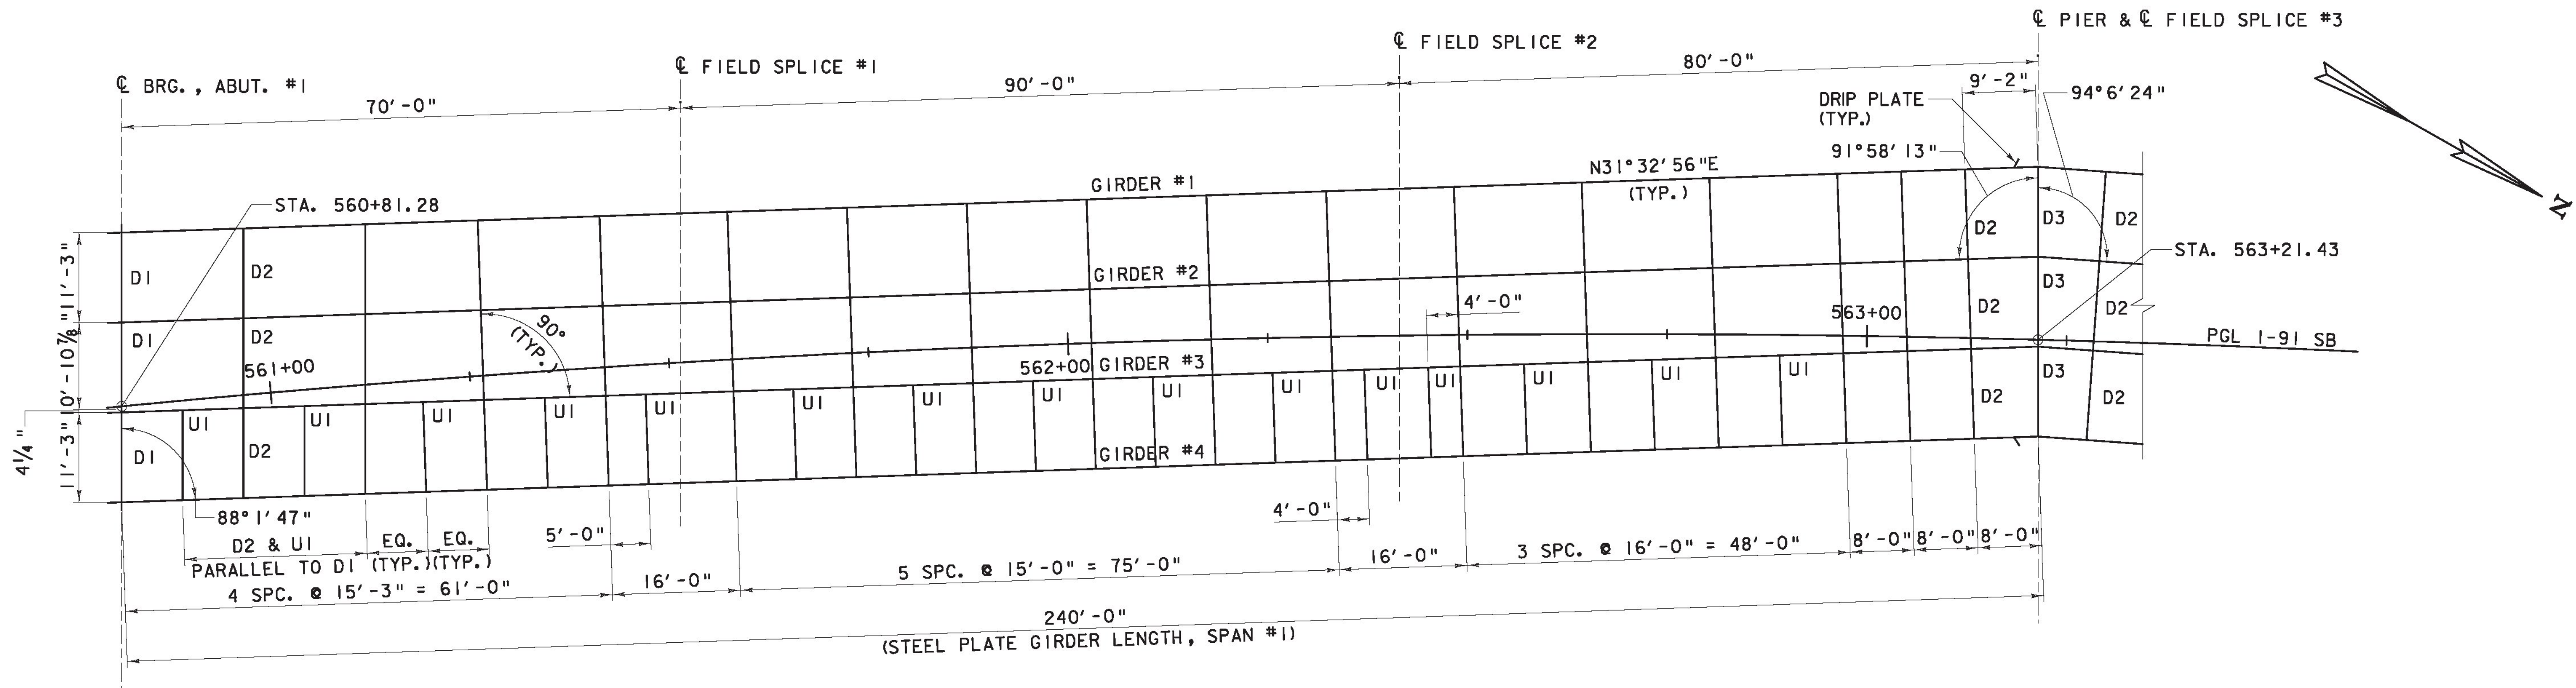 ℄ PIER & ℄ FIELD SPLICE #3
℄ FIELD SPLICE #2
℄ FIELD SPLICE #1
℄ BRG., ABUT. #1
80'-0"
90'-0"
70'-0"
9'-2"
94°6'24"
DRIP PLATE
(TYP.)
91°58'13"
N31°32'56"E
(TYP.)
GIRDER #1
STA. 560+81.28
N
11'-3"
D1
D2
D2
D3
D2
STA. 563+21.43
GIRDER #2
4'-0"
563+00
90°
(TYP.)
10'-10⅞"
D1
D2
D2
D3
D2
PGL I-91 SB
561+00
562+00
GIRDER #3
4¼"
11'-3"
D1
U1
D2
U1
U1
U1
U1
U1
U1
U1
U1
U1
U1
U1
U1
U1
U1
D2
D3
D2
GIRDER #4
88°1'47"
D2 & U1
PARALLEL TO D1
EQ.
(TYP.)
EQ.
(TYP.)
5'-0"
4'-0"
4 SPC. @ 15'-3" = 61'-0"
16'-0"
5 SPC. @ 15'-0" = 75'-0"
16'-0"
3 SPC. @ 16'-0" = 48'-0"
8'-0"
8'-0"
8'-0"
240'-0"
(STEEL PLATE GIRDER LENGTH, SPAN #1)